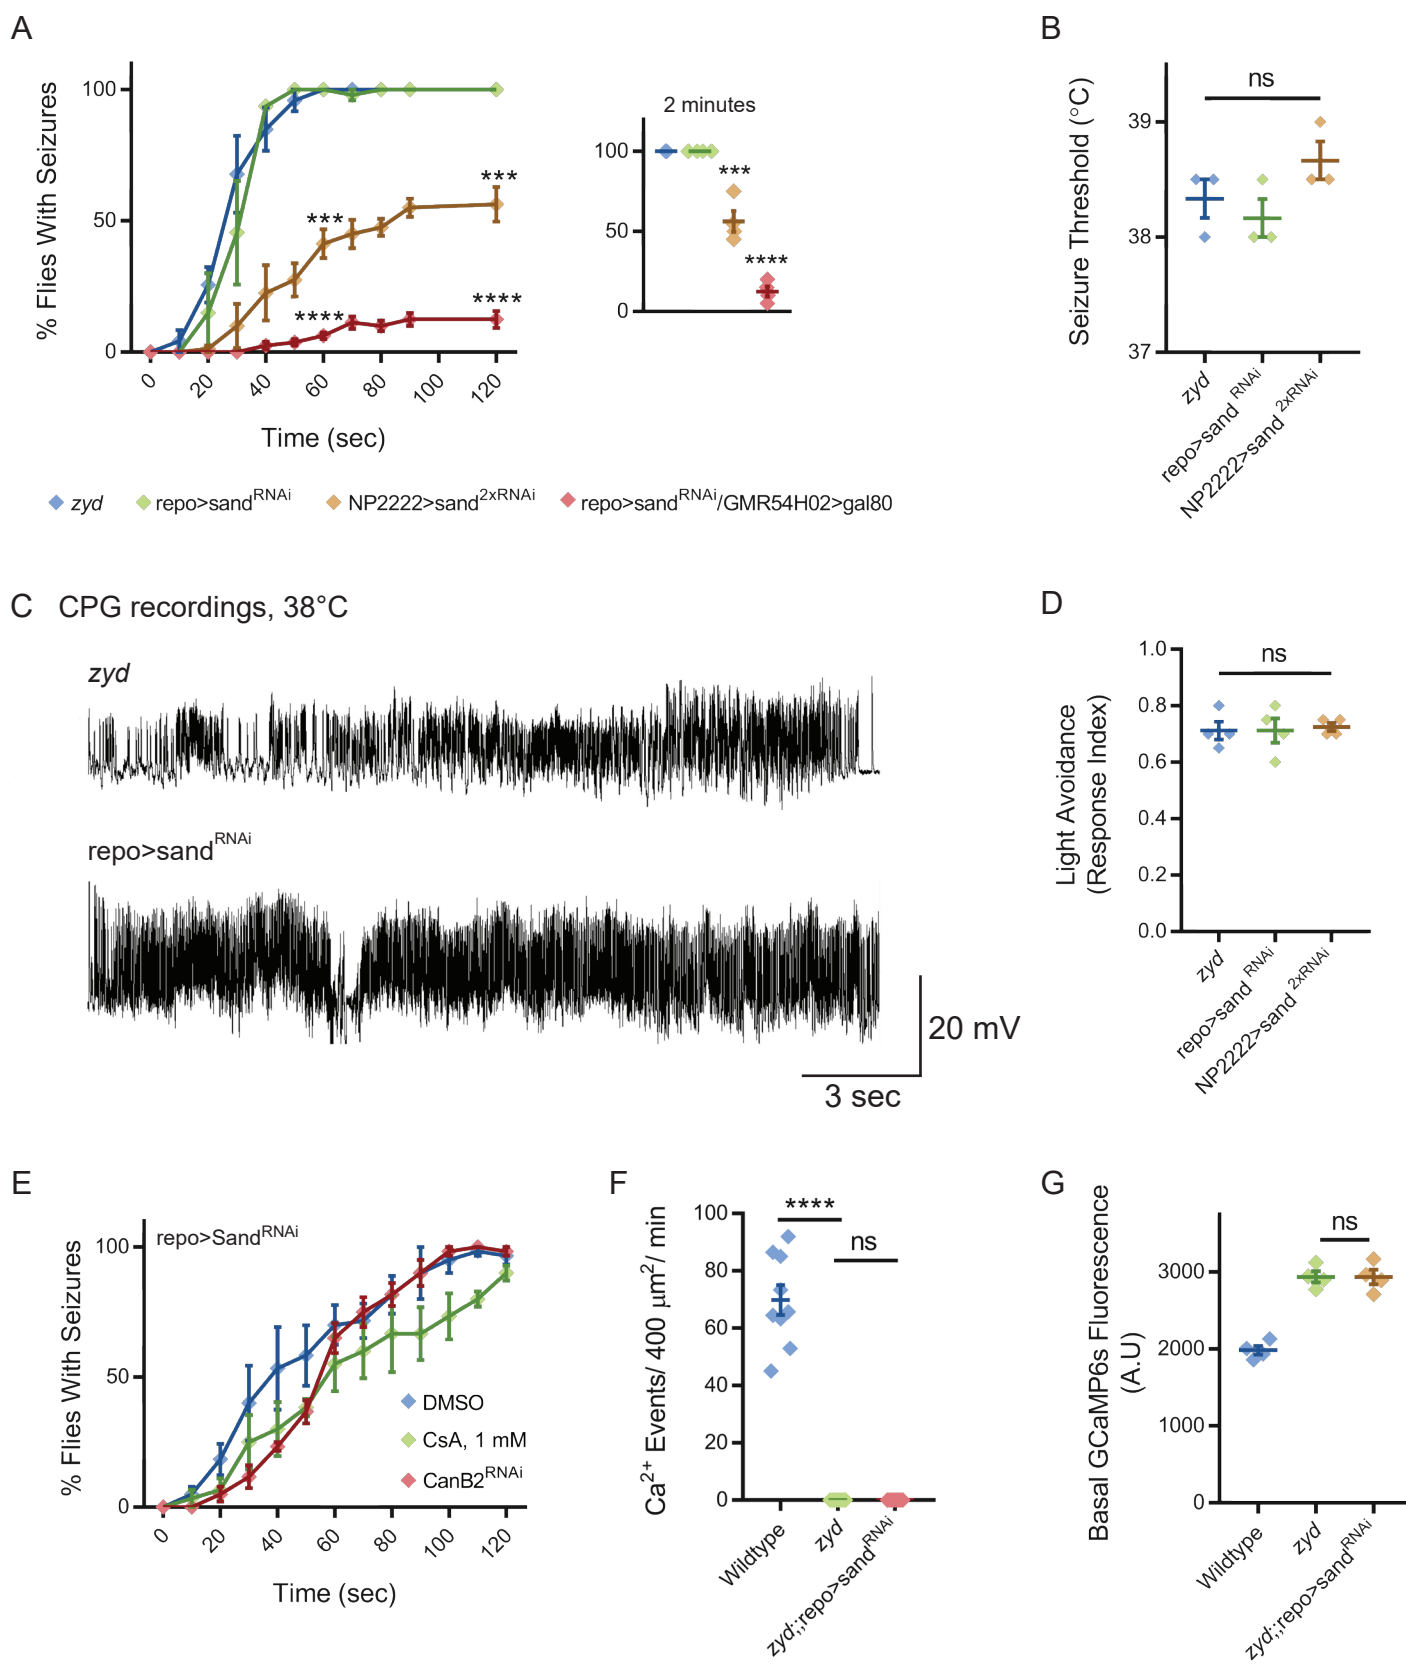 A
% Flies With Seizures
100
50
0
0 20 40 60 80 100 120
Time (sec)
*** ***
**** ****
2 minutes
100
50
0
***
****
zyd repo>sandRNAi NP2222>sand2xRNAi repo>sandRNAi/GMR54H02>gal80
B
Seizure Threshold (°C)
39
38
37
ns
zyd
repo>sand RNAi
NP2222>sand 2xRNAi
C CPG recordings, 38°C
zyd
repo>sandRNAi
20 mV
3 sec
D
Light Avoidance
(Response Index)
1.0
0.8
0.6
0.4
0.2
0.0
ns
zyd
repo>sand RNAi
NP2222>sand 2xRNAi
E
% Flies With Seizures
repo>SandRNAi
100
50
0
0 20 40 60 80 100 120
Time (sec)
DMSO
CsA, 1 mM
CanB2RNAi
F
Ca2+ Events/ 400 µm2/ min
100
80
60
40
20
0
****
ns
Wildtype
zyd
zyd;;repo>sandRNAi
G
Basal GCaMP6s Fluorescence
(A.U)
3000
2000
1000
0
ns
Wildtype
zyd
zyd;;repo>sandRNAi